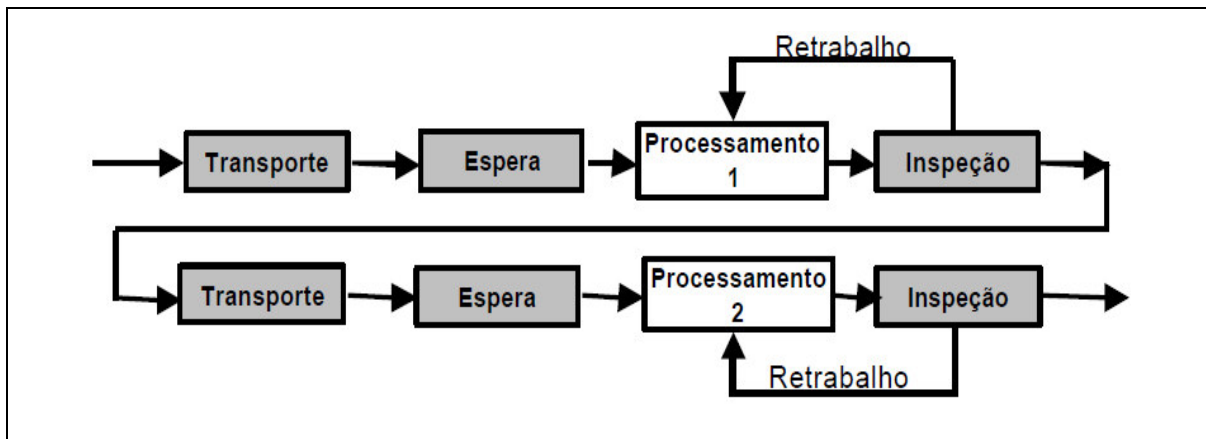 Retrabalho
Transporte
Espera
Processamento
1
Inspeção
Transporte
Espera
Processamento
2
Inspeção
Retrabalho